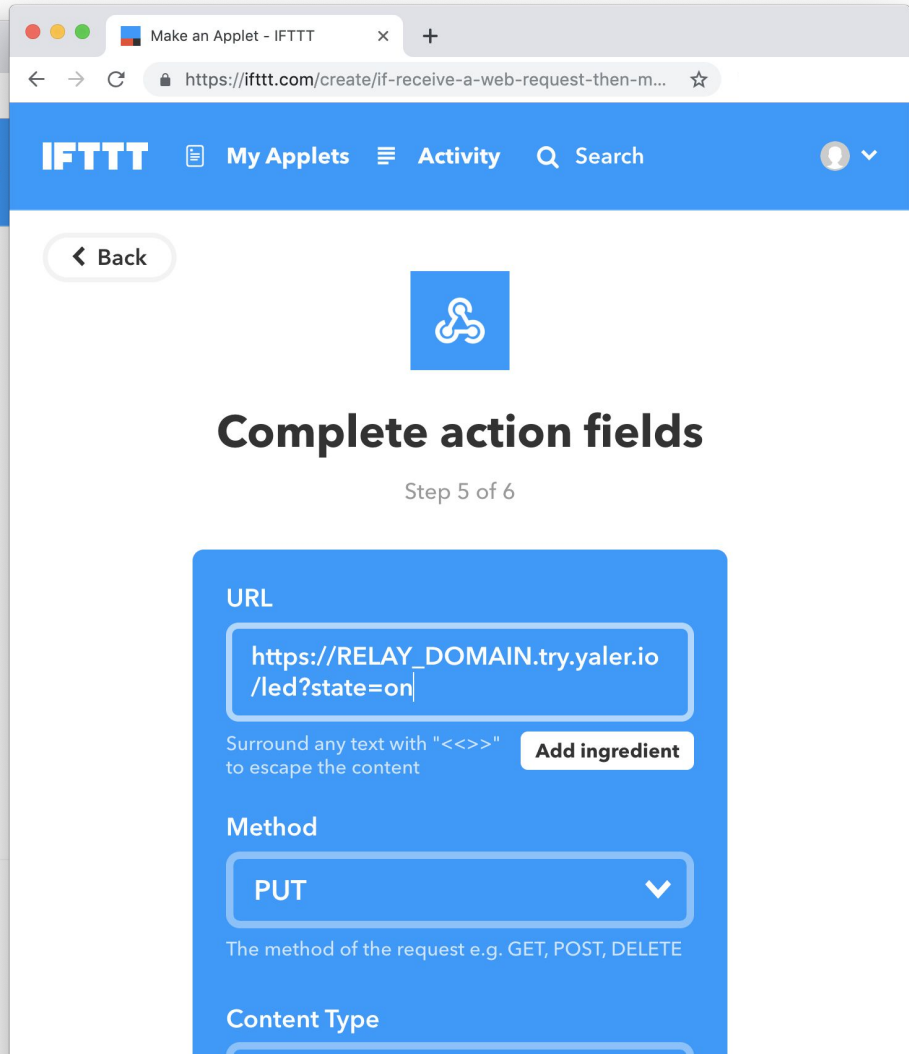 Make an Applet - IFTTT
https://ifttt.com/create/if-receive-a-web-request-then-m...
IFTTT My Applets Activity Search
Back
Complete action fields
Step 5 of 6
URL
https://RELAY_DOMAIN.try.yaler.io
/led?state=on
Surround any text with "<<>>"
to escape the content
Add ingredient
Method
PUT
The method of the request e.g. GET, POST, DELETE
Content Type